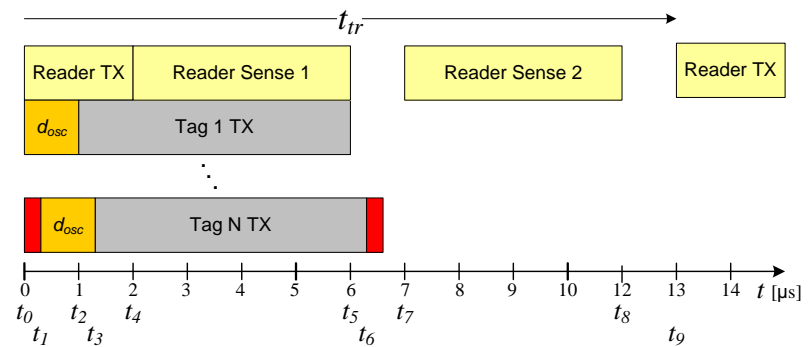 t_tr
Reader TX Reader Sense 1 Reader Sense 2 Reader TX
d_osc Tag 1 TX
d_osc Tag N TX
0 1 2 3 4 5 6 7 8 9 10 11 12 13 14 t [µs]
t_0 t_2 t_4 t_5 t_7 t_8
t_1 t_3 t_6 t_9